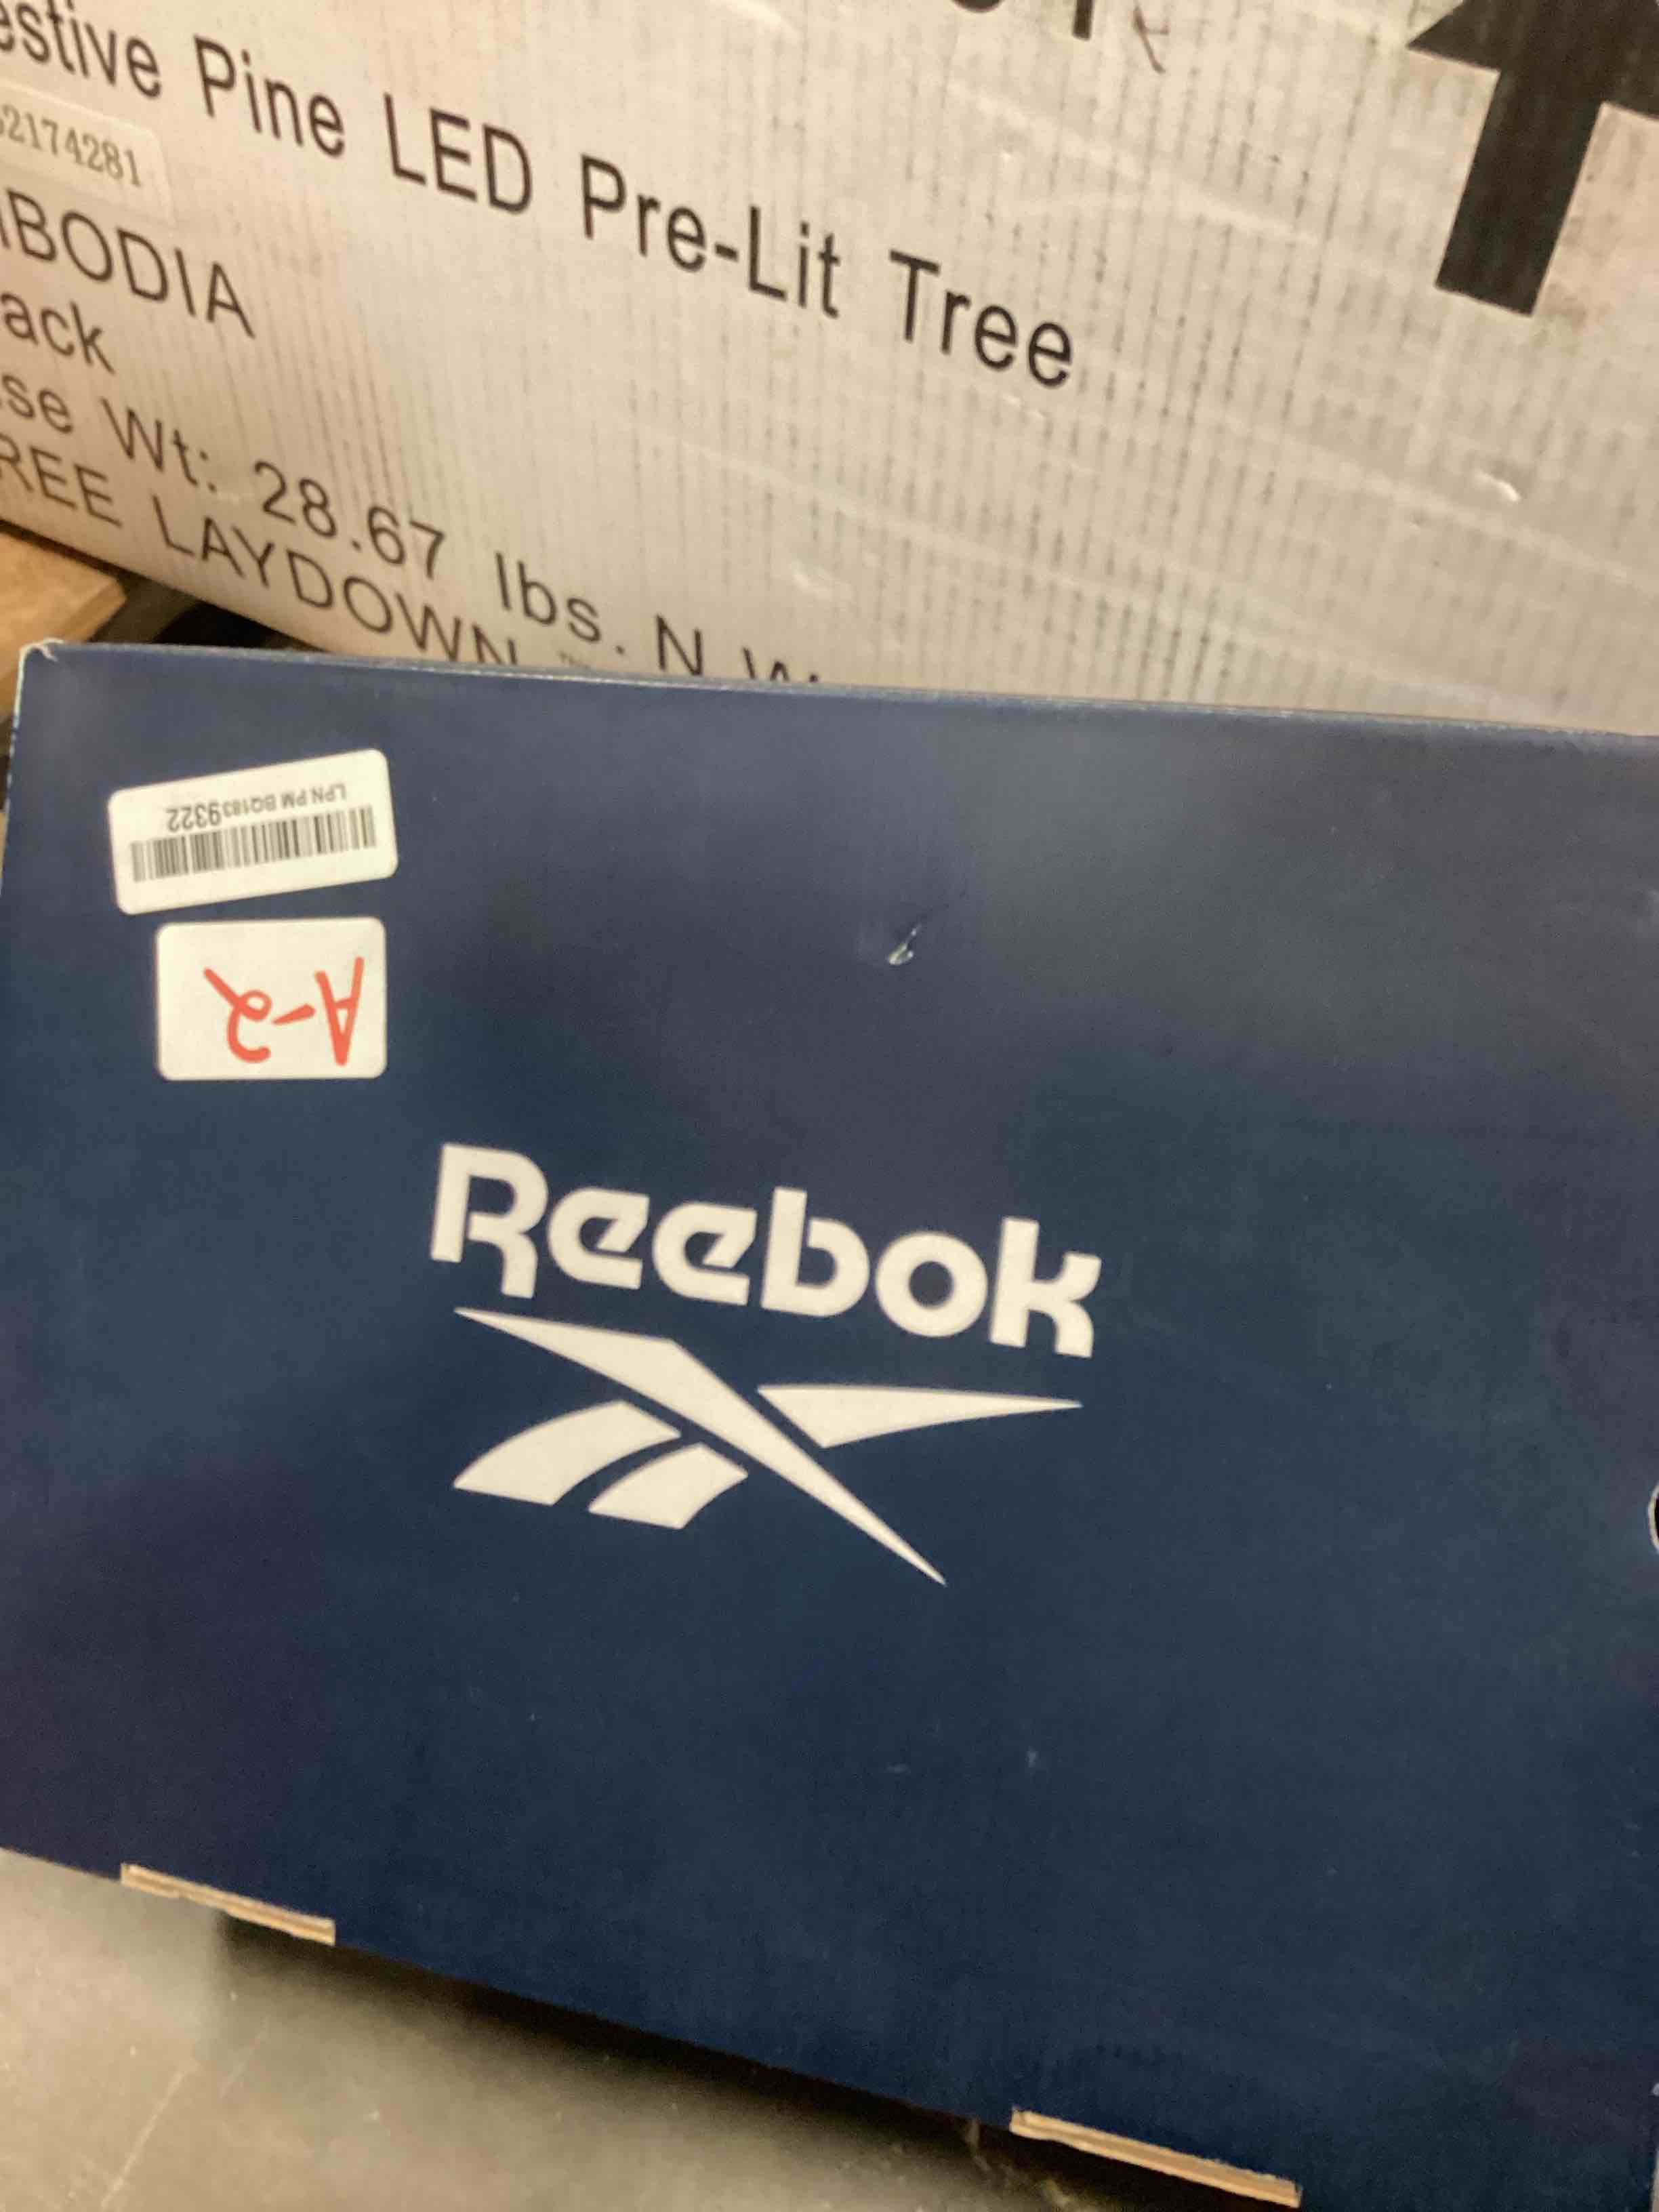 estive Pine LED Pre-Lit Tree
2174281
BODIA
ack
se Wt: 28.67 lbs. N.W.
REE LAYDOWN
LPN PM BQ1839322
A-2
Reebok